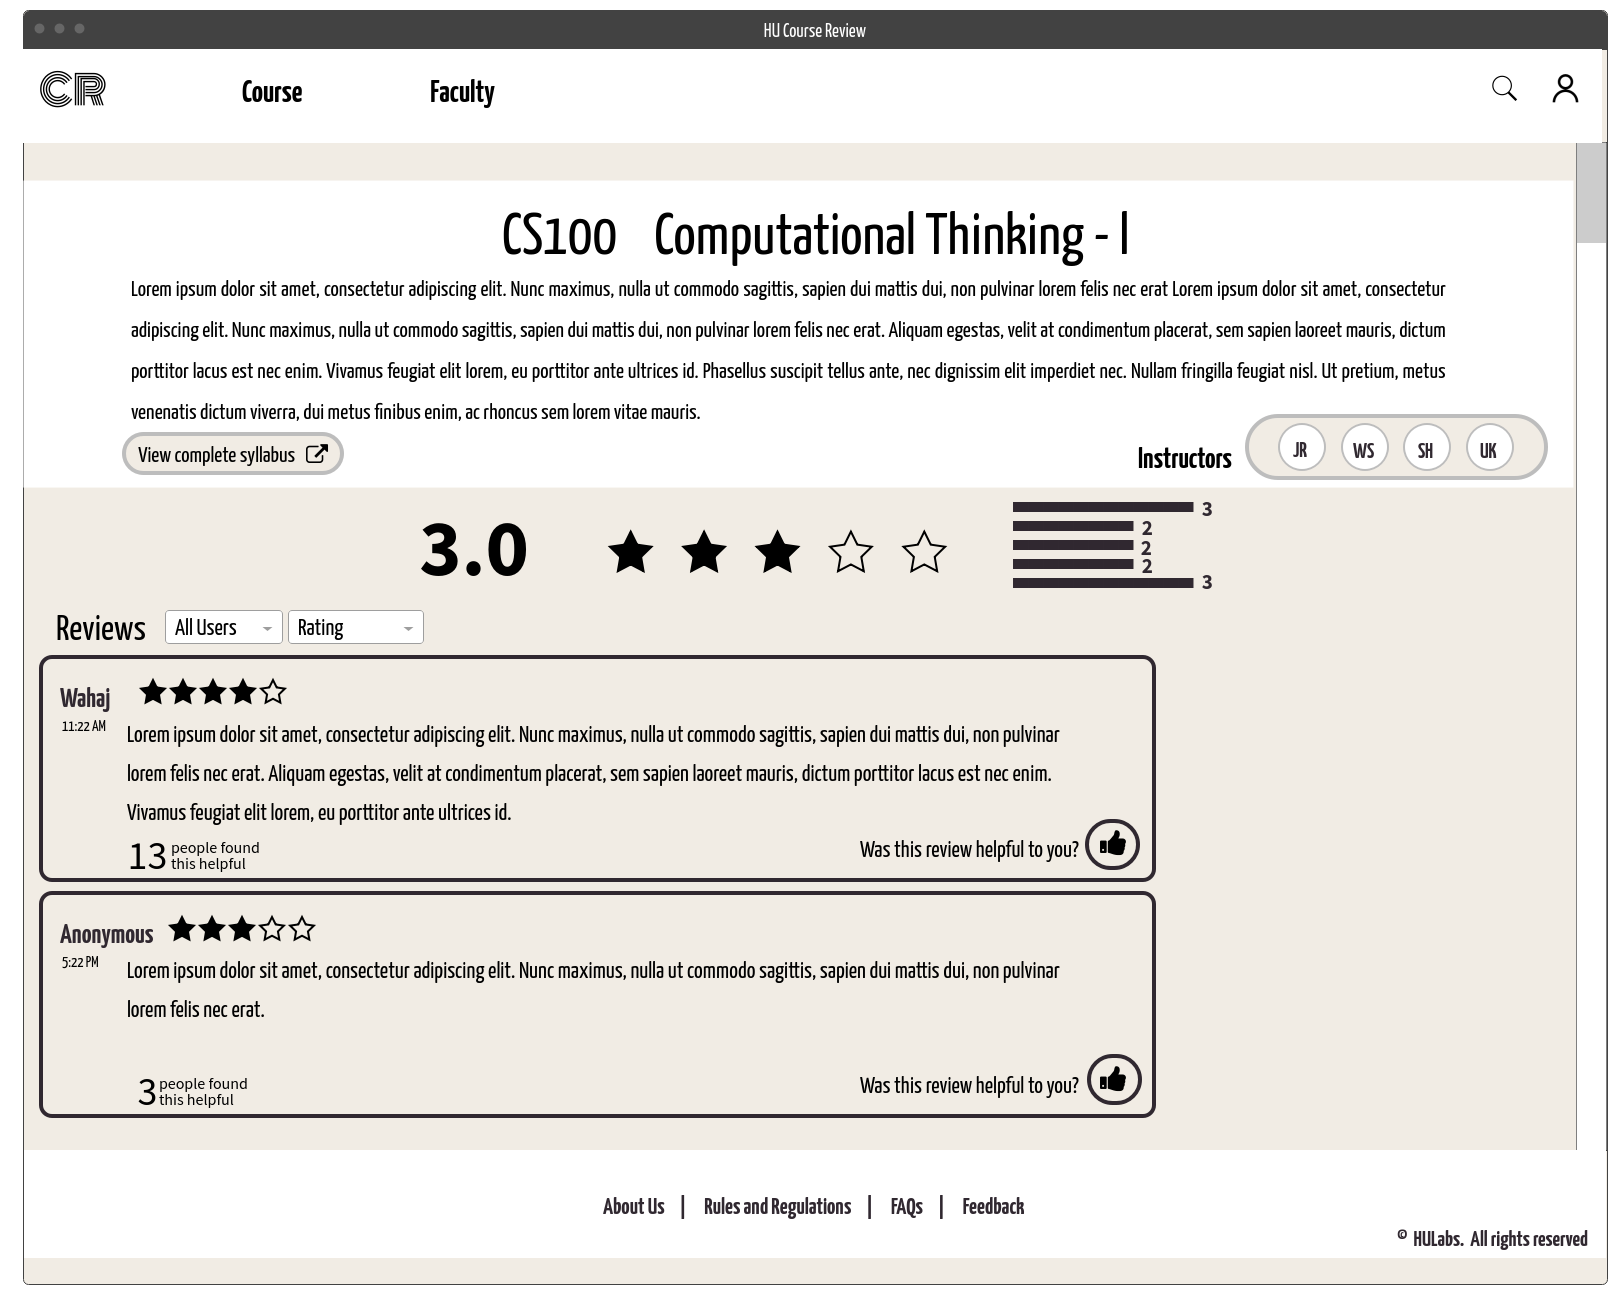 HU Course Review
CR
Course
Faculty
CS100 Computational Thinking - l
Lorem ipsum dolor sit amet, consectetur adipiscing elit. Nunc maximus, nulla ut commodo sagittis, sapien dui mattis dui, non pulvinar lorem felis nec erat Lorem ipsum dolor sit amet, consectetur
adipiscing elit. Nunc maximus, nulla ut commodo sagittis, sapien dui mattis dui, non pulvinar lorem felis nec erat. Aliquam egestas, velit at condimentum placerat, sem sapien laoreet mauris, dictum
porttitor lacus est nec enim. Vivamus feugiat elit lorem, eu porttitor ante ultrices id. Phasellus suscipit tellus ante, nec dignissim elit imperdiet nec. Nullam fringilla feugiat nisl. Ut pretium, metus
venenatis dictum viverra, dui metus finibus enim, ac rhoncus sem lorem vitae mauris.
View complete syllabus
Instructors
JR
WS
SH
UK
3.0
3
2
2
2
3
Reviews
All Users
Rating
Wahaj
11:22 AM
Lorem ipsum dolor sit amet, consectetur adipiscing elit. Nunc maximus, nulla ut commodo sagittis, sapien dui mattis dui, non pulvinar
lorem felis nec erat. Aliquam egestas, velit at condimentum placerat, sem sapien laoreet mauris, dictum porttitor lacus est nec enim.
Vivamus feugiat elit lorem, eu porttitor ante ultrices id.
13 people found
this helpful
Was this review helpful to you?
Anonymous
5:22 PM
Lorem ipsum dolor sit amet, consectetur adipiscing elit. Nunc maximus, nulla ut commodo sagittis, sapien dui mattis dui, non pulvinar
lorem felis nec erat.
3 people found
this helpful
Was this review helpful to you?
About Us | Rules and Regulations | FAQs | Feedback
© HULabs. All rights reserved